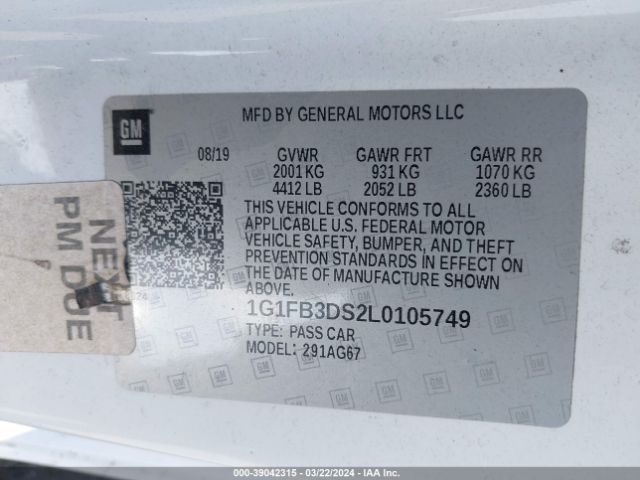 GM
MFD BY GENERAL MOTORS LLC
08/19 GVWR GAWR FRT GAWR RR
2001 KG 931 KG 1070 KG
4412 LB 2052 LB 2360 LB
THIS VEHICLE CONFORMS TO ALL
APPLICABLE U.S. FEDERAL MOTOR
VEHICLE SAFETY, BUMPER, AND THEFT
PREVENTION STANDARDS IN EFFECT ON
THE DATE OF MANUFACTURE SHOWN
ABOVE.
1G1FB3DS2L0105749
TYPE: PASS CAR
MODEL: 291AG67
NEXT
PM DUE
000-39042315 - 03/22/2024 - IAAI.COM